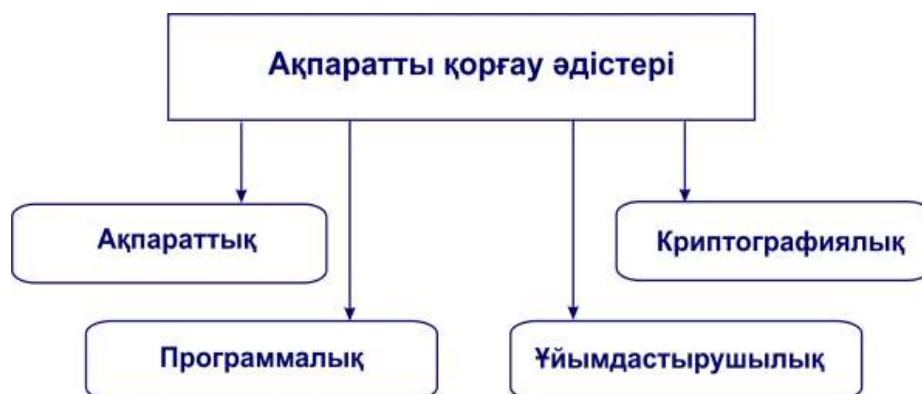 Ақпаратты қорғау әдістері
Ақпараттық
Криптографиялық
Программалық
Ұйымдастырушылық